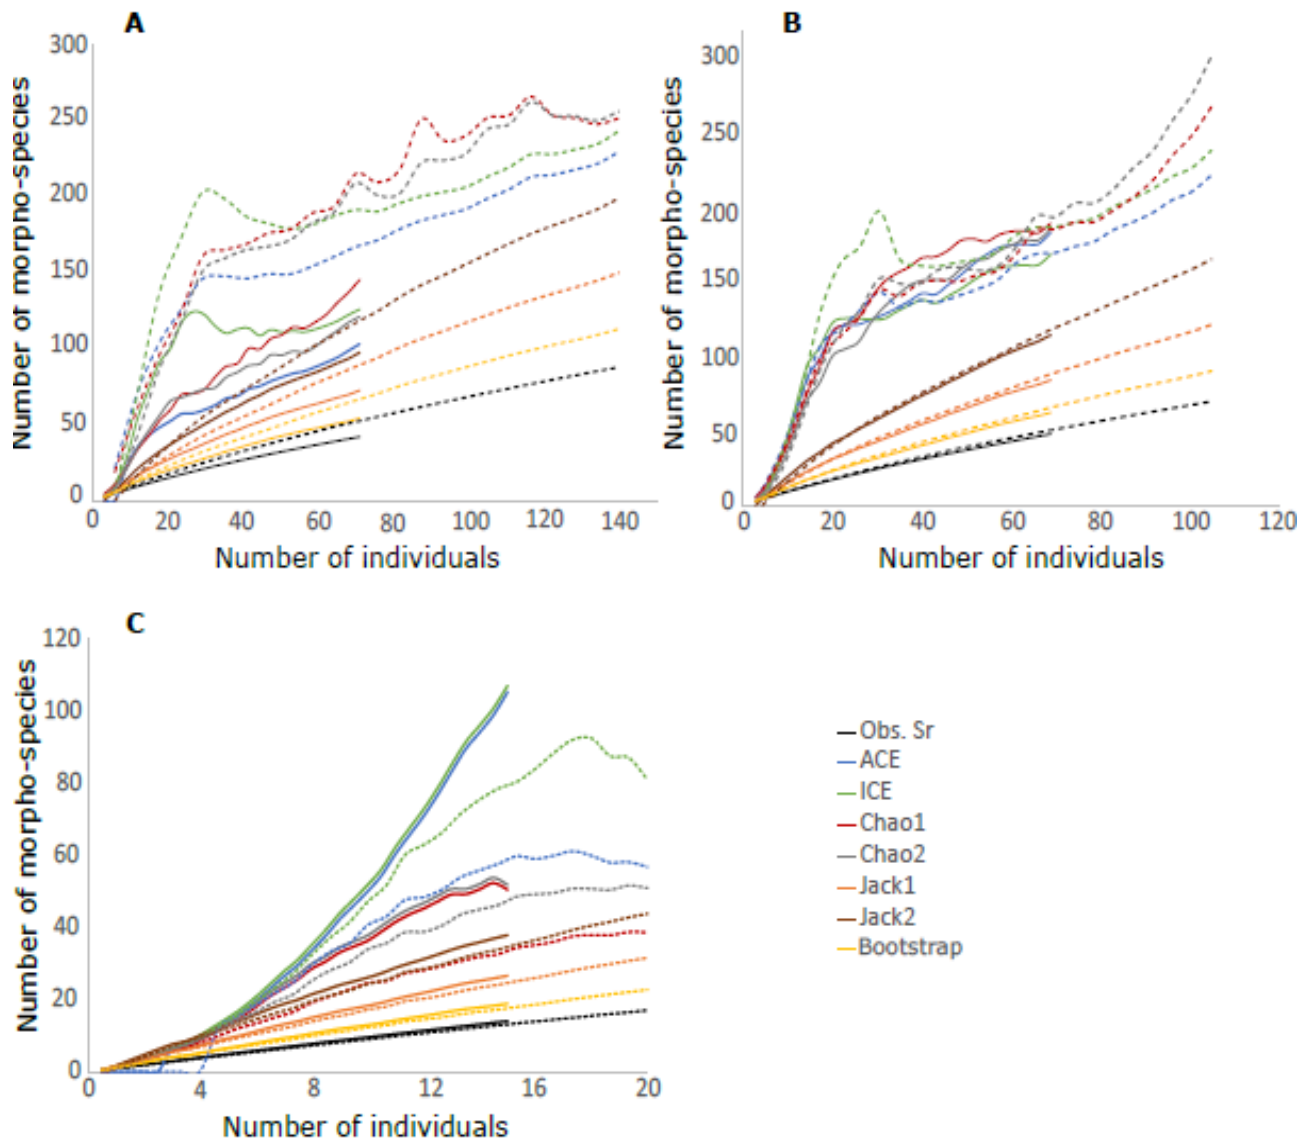 A
300
250
200
150
100
50
0
0 20 40 60 80 100 120 140
Number of morpho-species
Number of individuals
B
300
250
200
150
100
50
0
0 20 40 60 80 100 120
Number of morpho-species
Number of individuals
C
120
100
80
60
40
20
0
0 4 8 12 16 20
Number of morpho-species
Number of individuals
Obs. Sr
ACE
ICE
Chao1
Chao2
Jack1
Jack2
Bootstrap